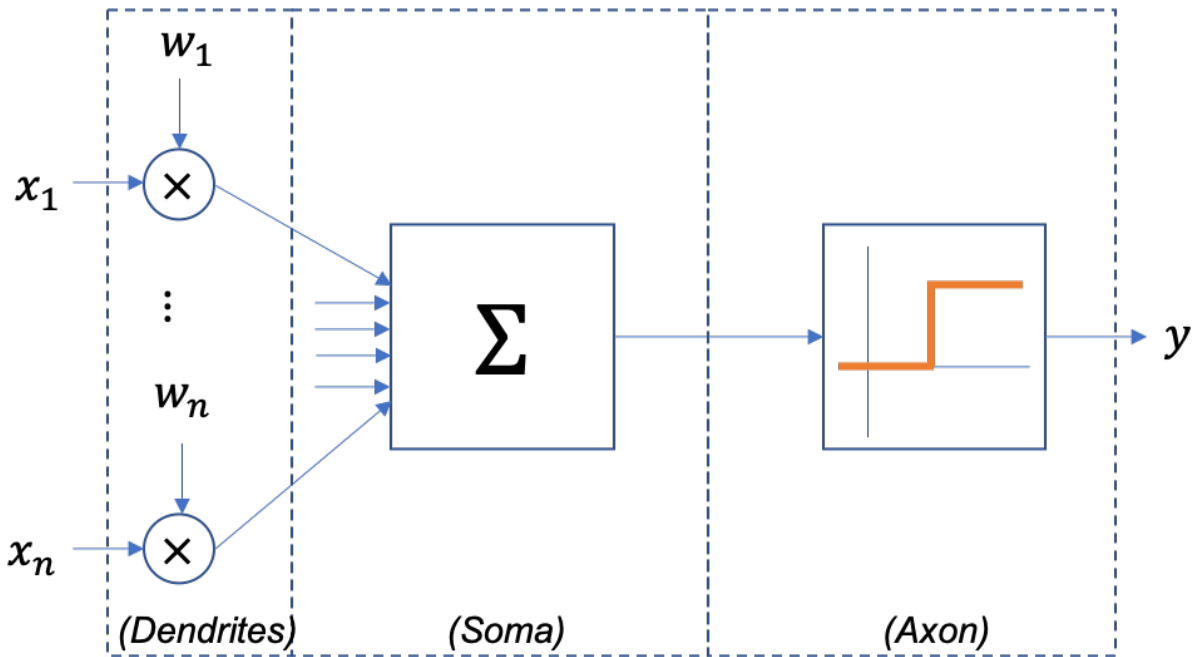 w₁
x₁
×
⋮
Σ
y
wₙ
xₙ
×
(Dendrites)
(Soma)
(Axon)